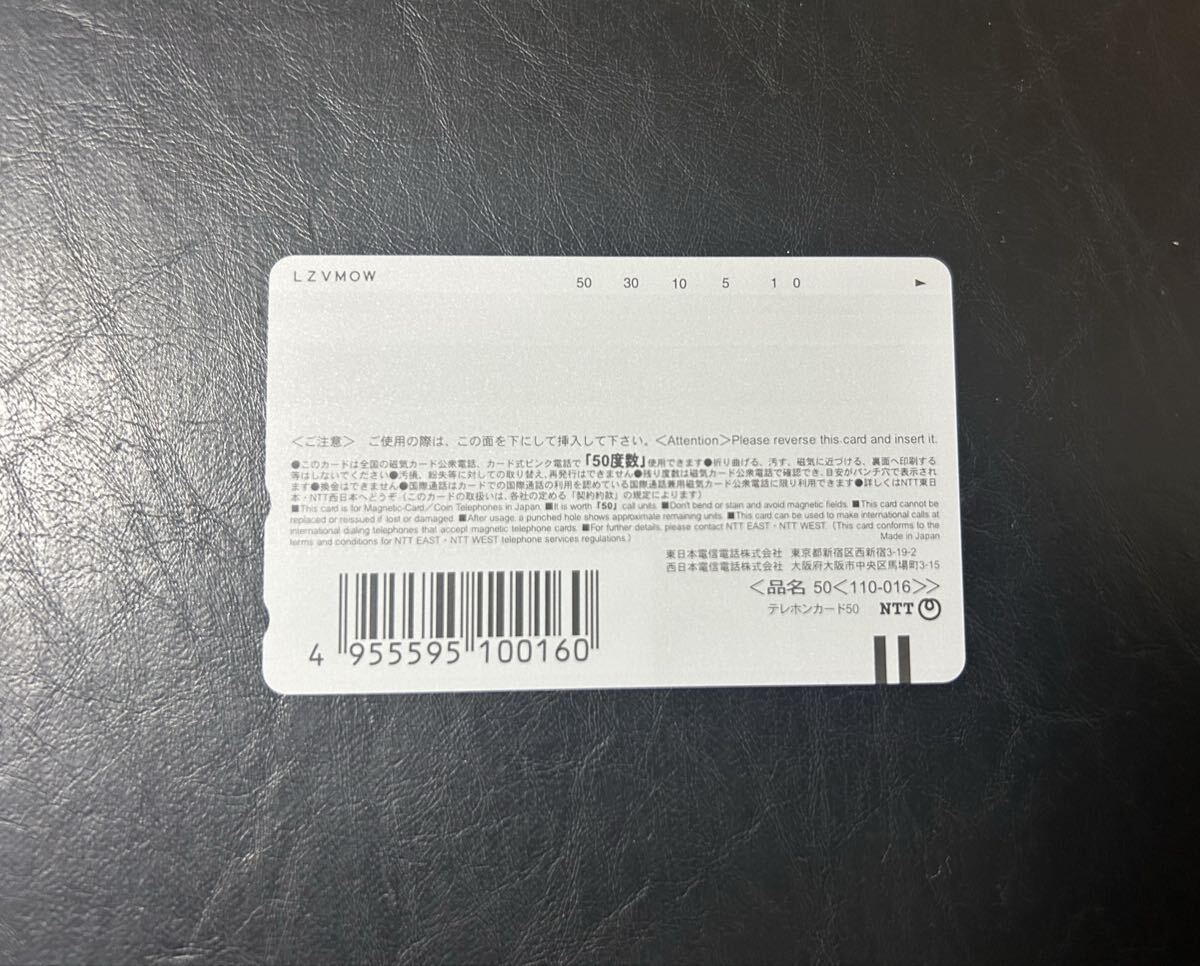 LZVMOW
50 30 10 5 1 0 ►
＜ご注意＞ ご使用の際は、この面を下にして挿入して下さい。＜Attention＞Please reverse this card and insert it.
●このカードは全国の磁気カード公衆電話、カード式ピンク電話で「50度数」使用できます●折り曲げる、汚す、磁気に近づける、裏面へ印刷する
等はしないでください●汚損、紛失等に対しての取り替え、再発行はできません●残り度数は磁気カード公衆電話で確認でき、目安がパンチ穴で表示され
ます●換金はできません●国際通話はカードでの国際通話の利用を認めている国際通話兼用磁気カード公衆電話に限り利用できます●詳しくはNTT東日
本・NTT西日本へどうぞ（このカードの取扱いは、各社の定める「契約約款」の規定によります）
■This card is for Magnetic-Card／Coin Telephones in Japan. ■It is worth「50」cal units. ■Don't bend or stain and avoid magnetic fields. ■This card cannot be
replaced or reissued if lost or damaged. ■After usage, a punched hole shows approximate remaining units. ■This card can be used to make international calls at
international dialing telephones that accept magnetic telephone cards. ■For further details, please contact NTT EAST・NTT WEST.（This card conforms to the
terms and conditions for NTT EAST・NTT WEST telephone services regulations.）
Made in Japan
東日本電信電話株式会社 東京都新宿区西新宿3-19-2
西日本電信電話株式会社 大阪府大阪市中央区馬場町3-15
＜品名 50＜110-016＞＞
テレホンカード50 NTT
4 955595 100160